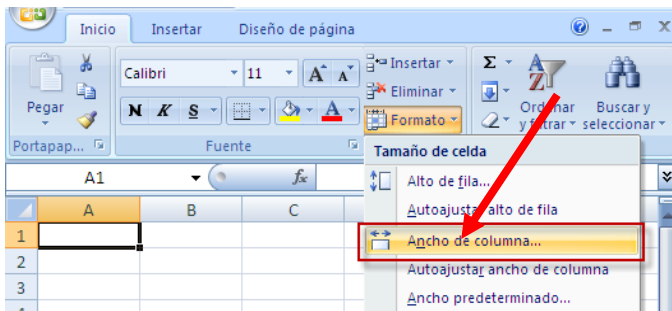 Inicio Insertar Diseño de página
Pegar
Calibri 11 A A
N K S A
Insertar
Eliminar
Formato
Σ
A
Z
Ordenar
y filtrar
Buscar y
seleccionar
Portapap... Fuente
Tamaño de celda
A1 fx
Alto de fila...
Autoajustar alto de fila
Ancho de columna...
Autoajustar ancho de columna
Ancho predeterminado...
A B C
1
2
3